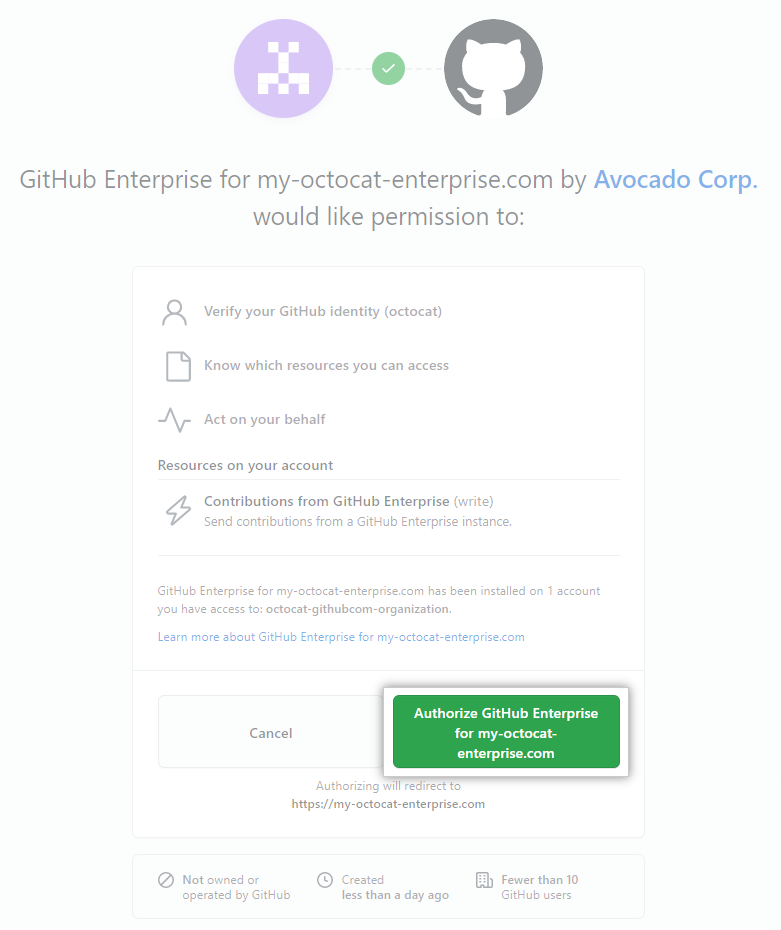 GitHub Enterprise for my-octocat-enterprise.com by Avocado Corp.
would like permission to:
Verify your GitHub identity (octocat)
Know which resources you can access
Act on your behalf
Resources on your account
Contributions from GitHub Enterprise (write)
Send contributions from a GitHub Enterprise instance.
GitHub Enterprise for my-octocat-enterprise.com has been installed on 1 account
you have access to: octocat-githubcom-organization.
Learn more about GitHub Enterprise for my-octocat-enterprise.com
Cancel
Authorize GitHub Enterprise
for my-octocat-
enterprise.com
Authorizing will redirect to
https://my-octocat-enterprise.com
Not owned or
operated by GitHub
Created
less than a day ago
Fewer than 10
GitHub users